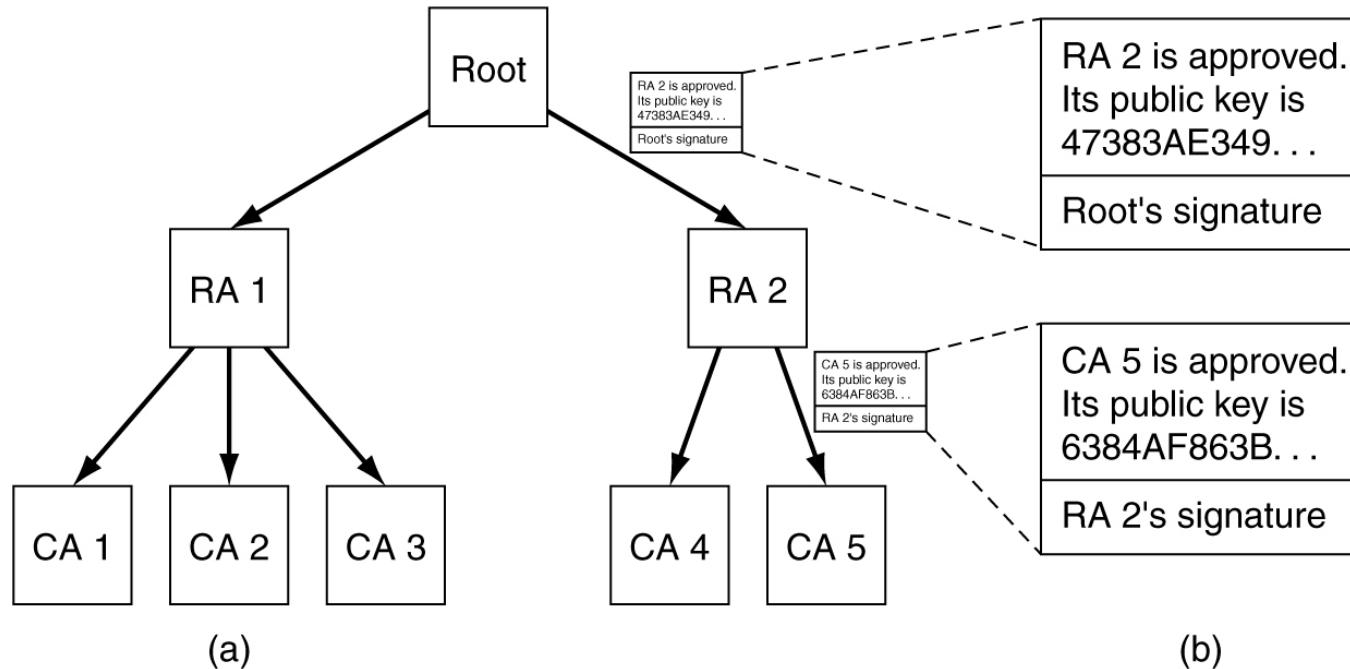 Root
RA 2 is approved.
Its public key is
47383AE349. . .
Root's signature
RA 2 is approved.
Its public key is
47383AE349. . .
Root's signature
RA 1
RA 2
CA 5 is approved.
Its public key is
6384AF863B. . .
RA 2's signature
CA 5 is approved.
Its public key is
6384AF863B. . .
RA 2's signature
CA 1
CA 2
CA 3
CA 4
CA 5
(a)
(b)